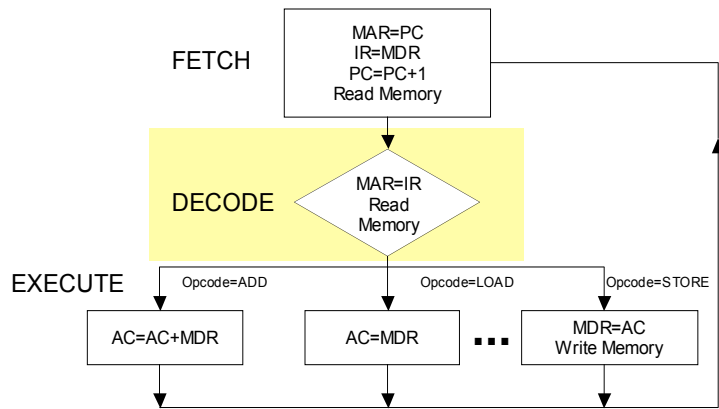 FETCH
MAR=PC
IR=MDR
PC=PC+1
Read Memory
DECODE
MAR=IR
Read
Memory
EXECUTE
Opcode=ADD
Opcode=LOAD
Opcode=STORE
AC=AC+MDR
AC=MDR
...
MDR=AC
Write Memory